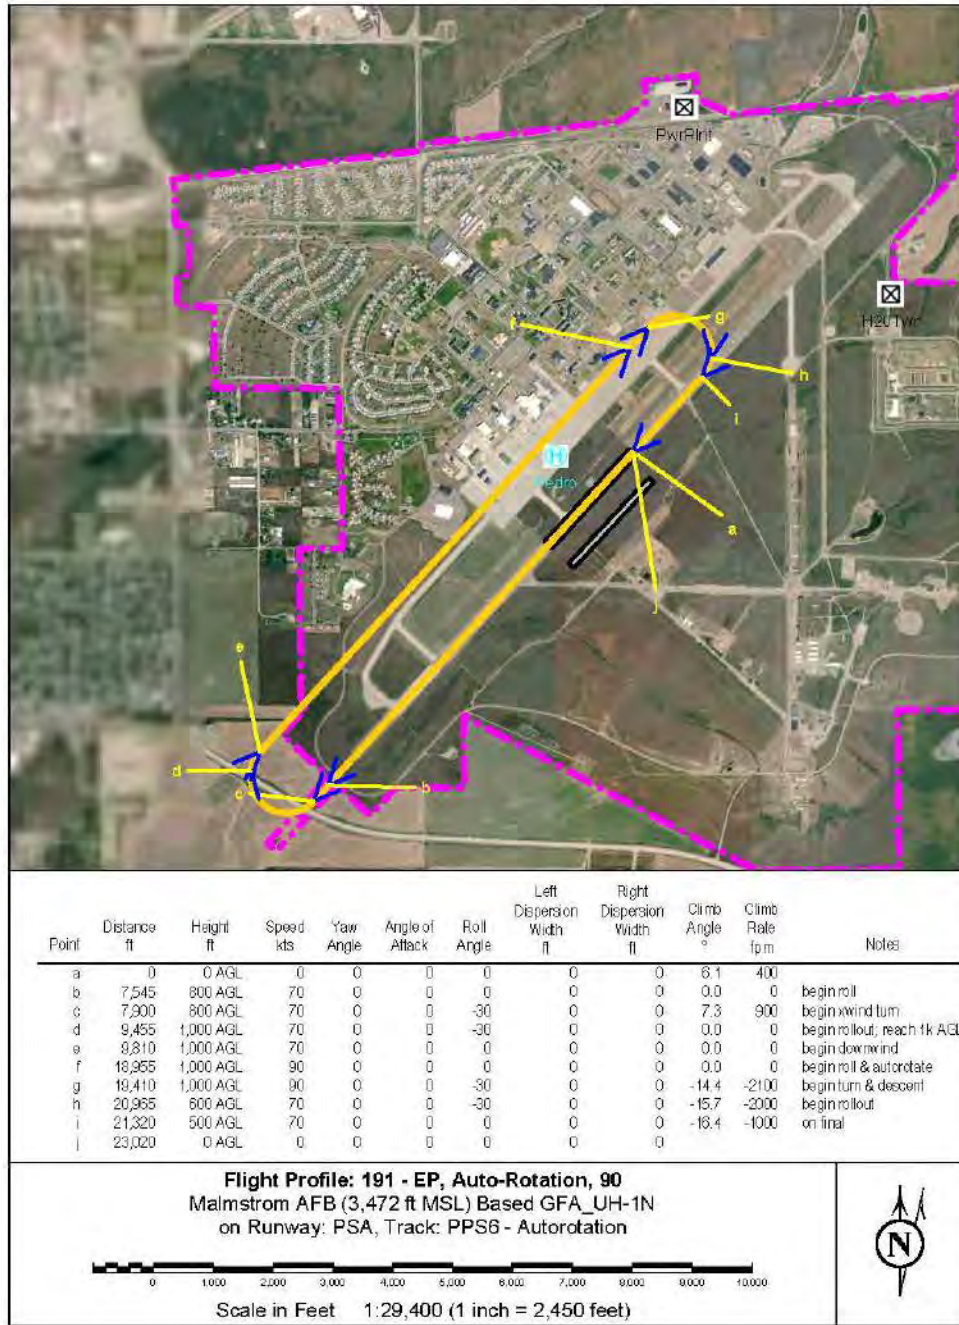 PwrPlnt
H20Twr
g
f
h
i
Pedro
a
j
e
d
c
b
Point Distance ft Height ft Speed kts Yaw Angle Angle of Attack Roll Angle Left Dispersion Width ft Right Dispersion Width ft Climb Angle ° Climb Rate fpm Notes
a 0 0 AGL 0 0 0 0 0 0 6.1 400
b 7,545 800 AGL 70 0 0 0 0 0 0.0 0 begin roll
c 7,900 800 AGL 70 0 0 -30 0 0 7.3 900 begin xwind turn
d 9,455 1,000 AGL 70 0 0 -30 0 0 0.0 0 begin rollout; reach 1k AGL
e 9,810 1,000 AGL 70 0 0 0 0 0 0.0 0 begin downwind
f 18,955 1,000 AGL 90 0 0 0 0 0 0.0 0 begin roll & autorotate
g 19,410 1,000 AGL 90 0 0 -30 0 0 -14.4 -2100 begin turn & descent
h 20,965 600 AGL 70 0 0 -30 0 0 -15.7 -2000 begin rollout
i 21,320 500 AGL 70 0 0 0 0 0 -16.4 -1000 on final
j 23,020 0 AGL 0 0 0 0 0 0
Flight Profile: 191 - EP, Auto-Rotation, 90
Malmstrom AFB (3,472 ft MSL) Based GFA_UH-1N
on Runway: PSA, Track: PPS6 - Autorotation
0 1,000 2,000 3,000 4,000 5,000 6,000 7,000 8,000 9,000 10,000
Scale in Feet 1:29,400 (1 inch = 2,450 feet)
N